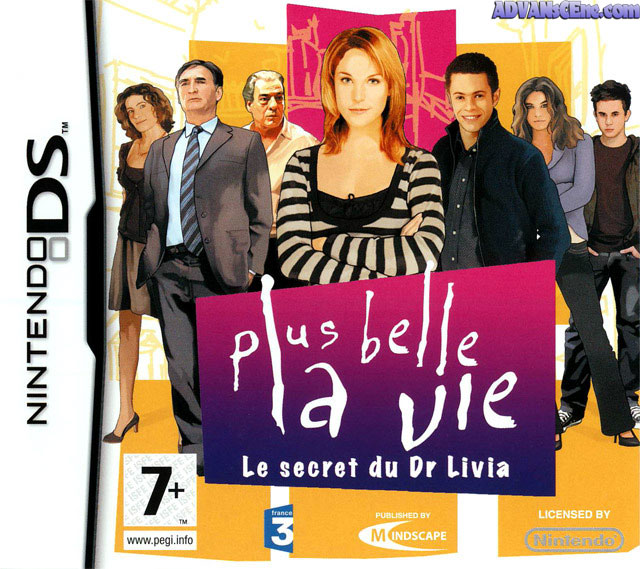 ADVANsCEne.com
NINTENDO DS™
plus belle
la vie
Le secret du Dr Livia
7+
™
www.pegi.info
france
3
PUBLISHED BY
MINDSCAPE
LICENSED BY
Nintendo